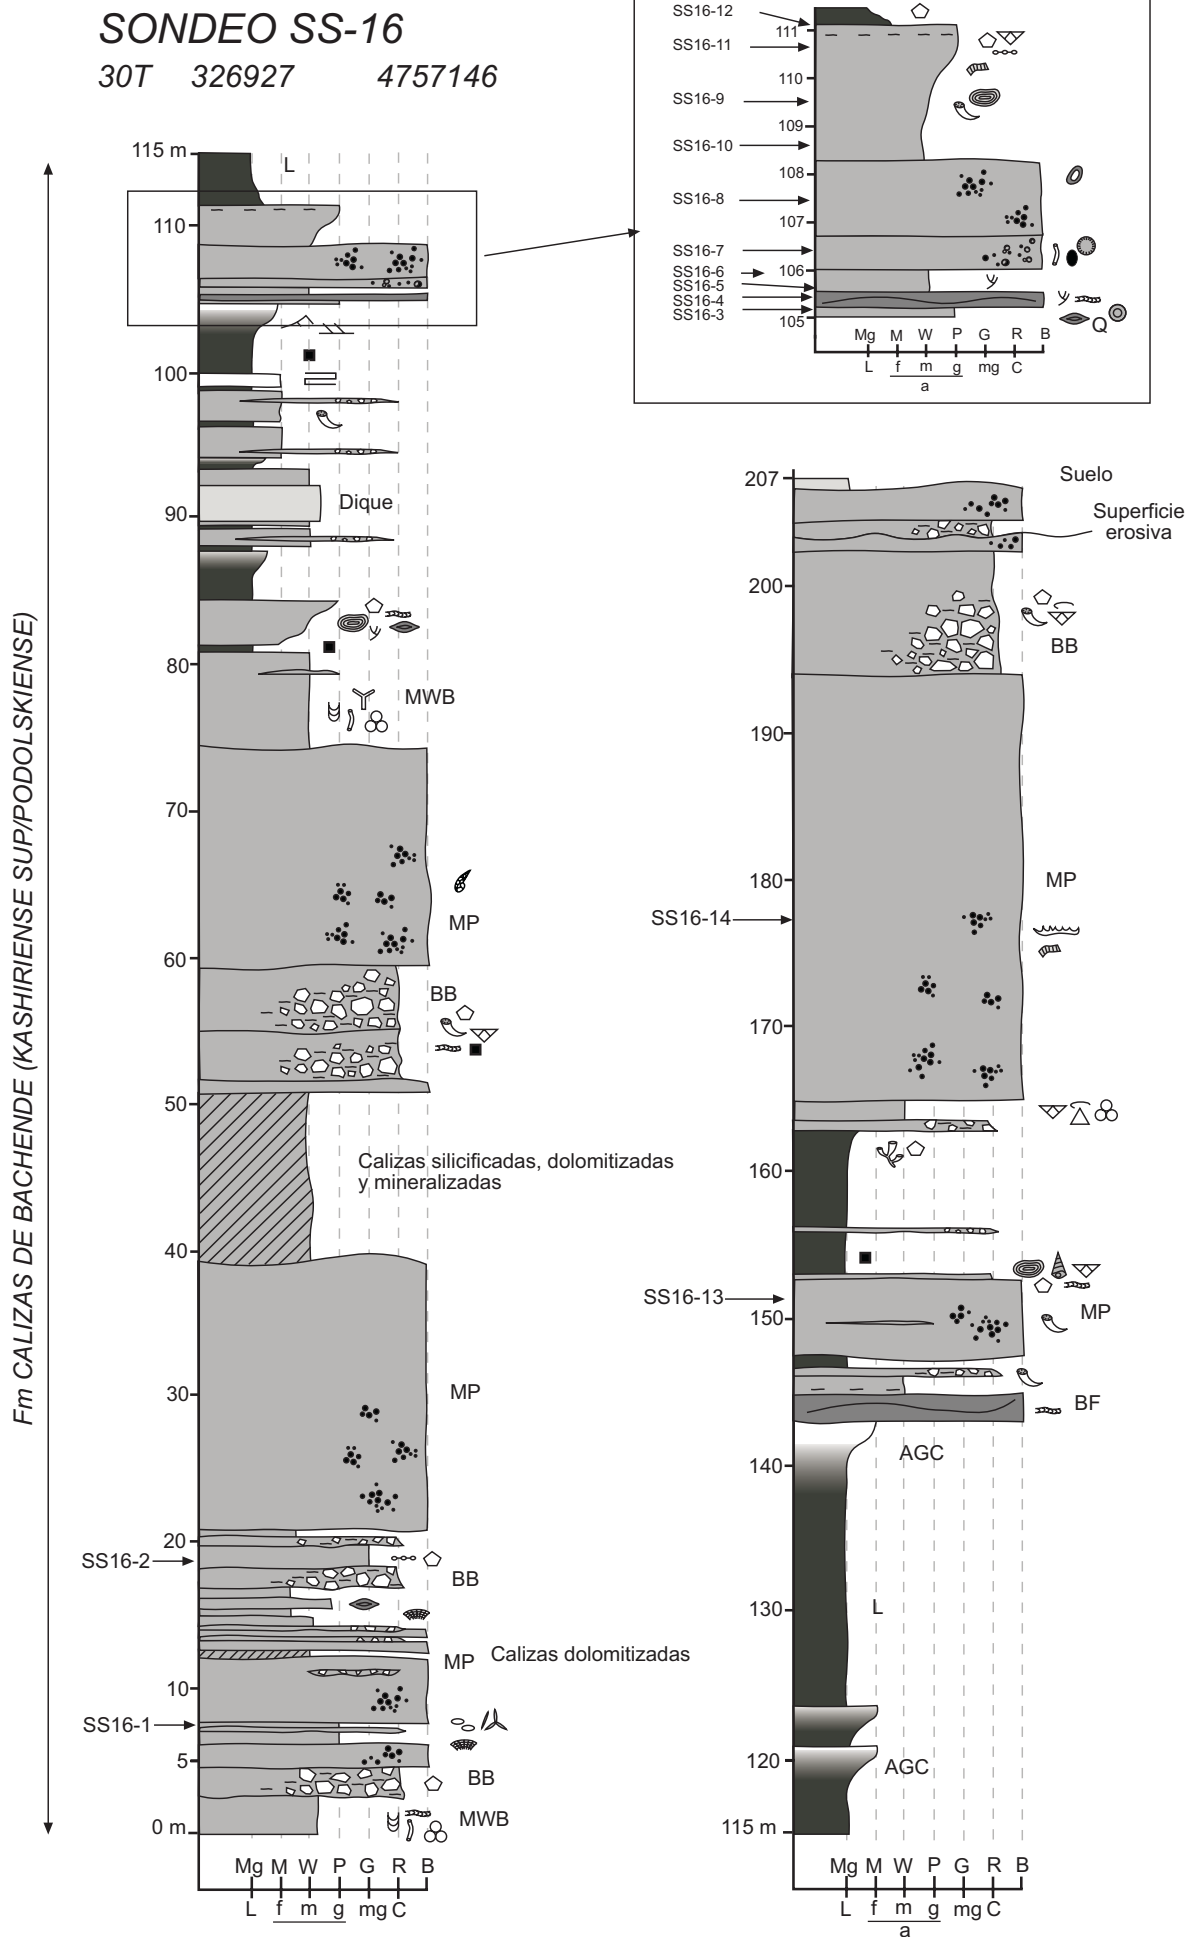 SONDEO SS-16
30T 326927 4757146
Fm CALIZAS DE BACHENDE (KASHIRIENSE SUP/PODOLSKIENSE)
115 m
L
110
100
Dique
90
80
MWB
70
MP
60
BB
50
Calizas silicificadas, dolomitizadas
y mineralizadas
40
30
MP
20
SS16-2
BB
MP Calizas dolomitizadas
10
SS16-1
5
BB
MWB
0 m
Mg M W P G R B
L f m g mg C
SS16-12
111
SS16-11
110
SS16-9
109
SS16-10
108
SS16-8
107
SS16-7
106
SS16-6
SS16-5
SS16-4
SS16-3
105
Q
Mg M W P G R B
L f m g mg C
a
207
Suelo
Superficie
erosiva
200
BB
190
180
MP
SS16-14
170
160
SS16-13
MP
150
BF
AGC
140
130
L
120
AGC
115 m
Mg M W P G R B
L f m g mg C
a